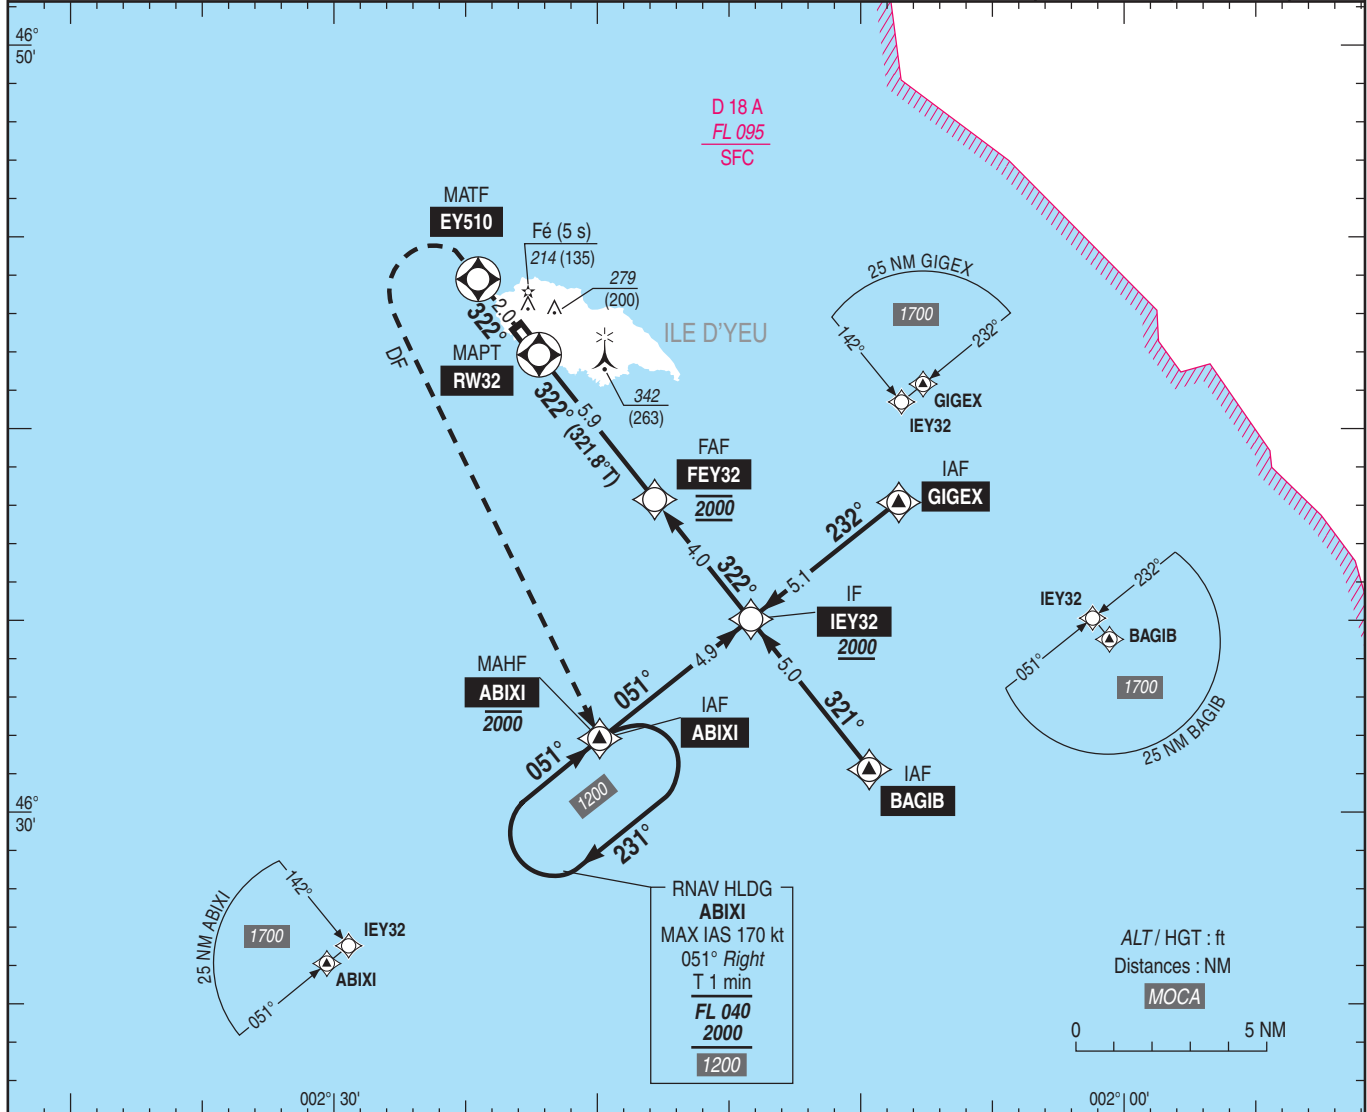 46°
50'
D 18 A
FL 095
SFC
MATF
EY510
Fé (5 s)
214 (135)
279
(200)
ILE D'YEU
342
(263)
2.0
322°
MAPT
RW32
DF
322° (321.8°T)
5.9
25 NM GIGEX
1700
142°
232°
GIGEX
IEY32
FAF
FEY32
2000
IAF
GIGEX
232°
5.1
4.0
322°
IF
IEY32
2000
IEY32
232°
BAGIB
051°
1700
25 NM BAGIB
MAHF
ABIXI
2000
051°
4.9
5.0
321°
IAF
ABIXI
051°
1200
231°
IAF
BAGIB
46°
30'
25 NM ABIXI
142°
1700
IEY32
ABIXI
051°
RNAV HLDG
ABIXI
MAX IAS 170 kt
051° Right
T 1 min
FL 040
2000
1200
ALT / HGT : ft
Distances : NM
MOCA
0 5 NM
002° 30'
002° 00'